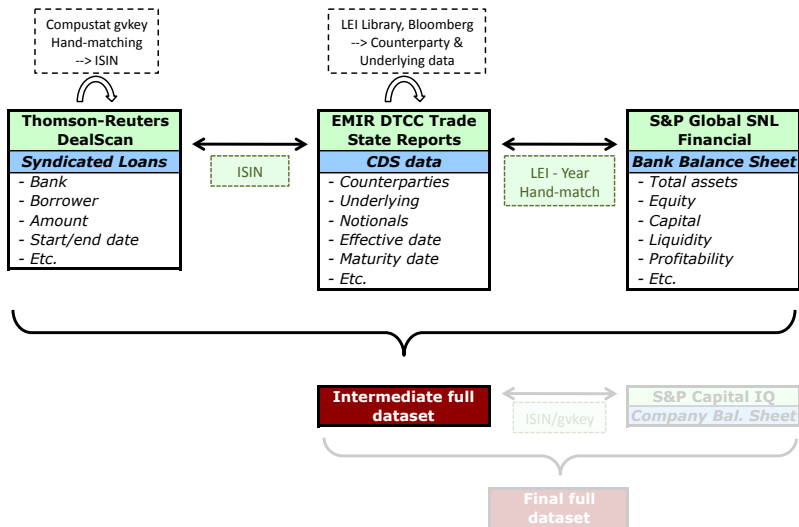 Compustat gvkey
Hand-matching
--> ISIN
LEI Library, Bloomberg
--> Counterparty &
Underlying data
Thomson-Reuters
DealScan
Syndicated Loans
- Bank
- Borrower
- Amount
- Start/end date
- Etc.
ISIN
EMIR DTCC Trade
State Reports
CDS data
- Counterparties
- Underlying
- Notionals
- Effective date
- Maturity date
- Etc.
LEI - Year
Hand-match
S&P Global SNL
Financial
Bank Balance Sheet
- Total assets
- Equity
- Capital
- Liquidity
- Profitability
- Etc.
Intermediate full
dataset
ISIN/gvkey
S&P Capital IQ
Company Bal. Sheet
Final full
dataset